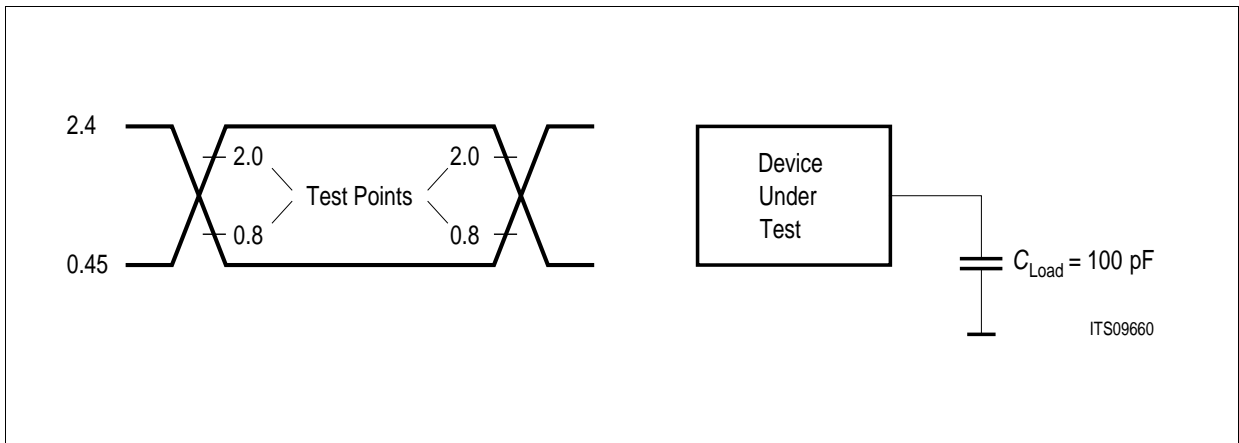 2.4
2.0
2.0
Test Points
0.8
0.8
0.45
Device
Under
Test
C Load = 100 pF
ITS09660